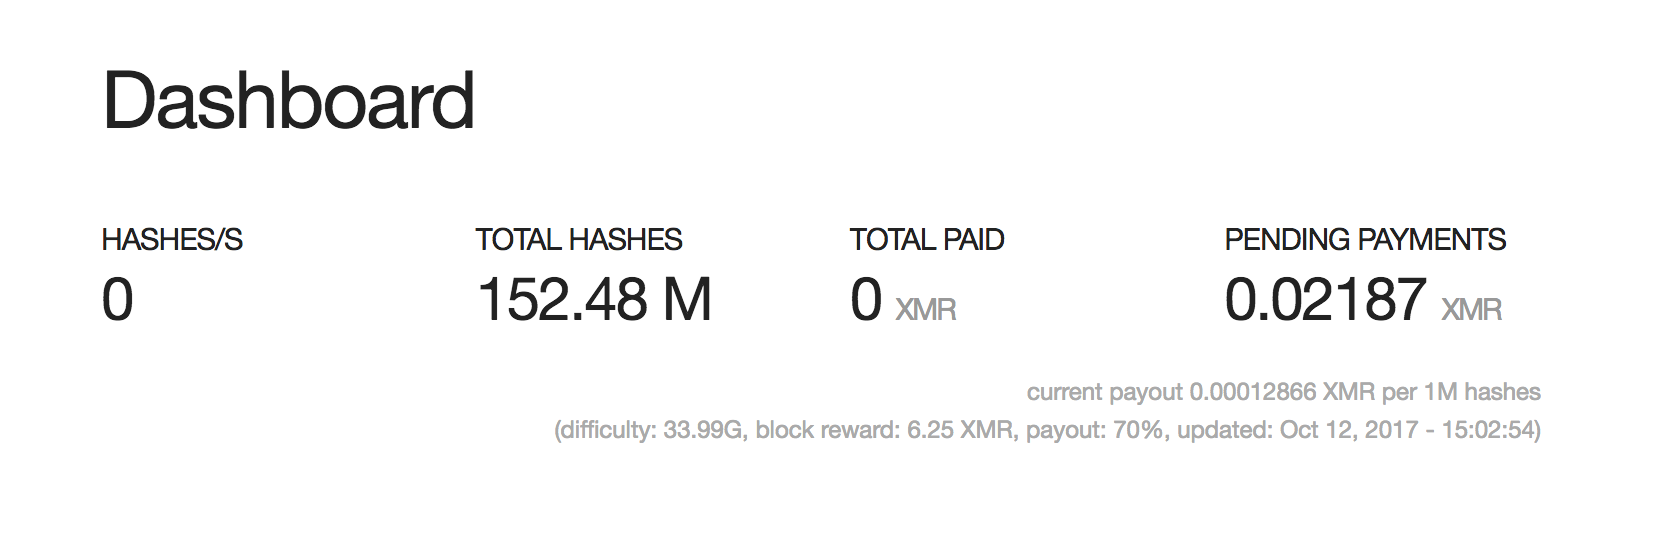 Dashboard
HASHES/S
0
TOTAL HASHES
152.48 M
TOTAL PAID
0 XMR
PENDING PAYMENTS
0.02187 XMR
current payout 0.00012866 XMR per 1M hashes
(difficulty: 33.99G, block reward: 6.25 XMR, payout: 70%, updated: Oct 12, 2017 - 15:02:54)